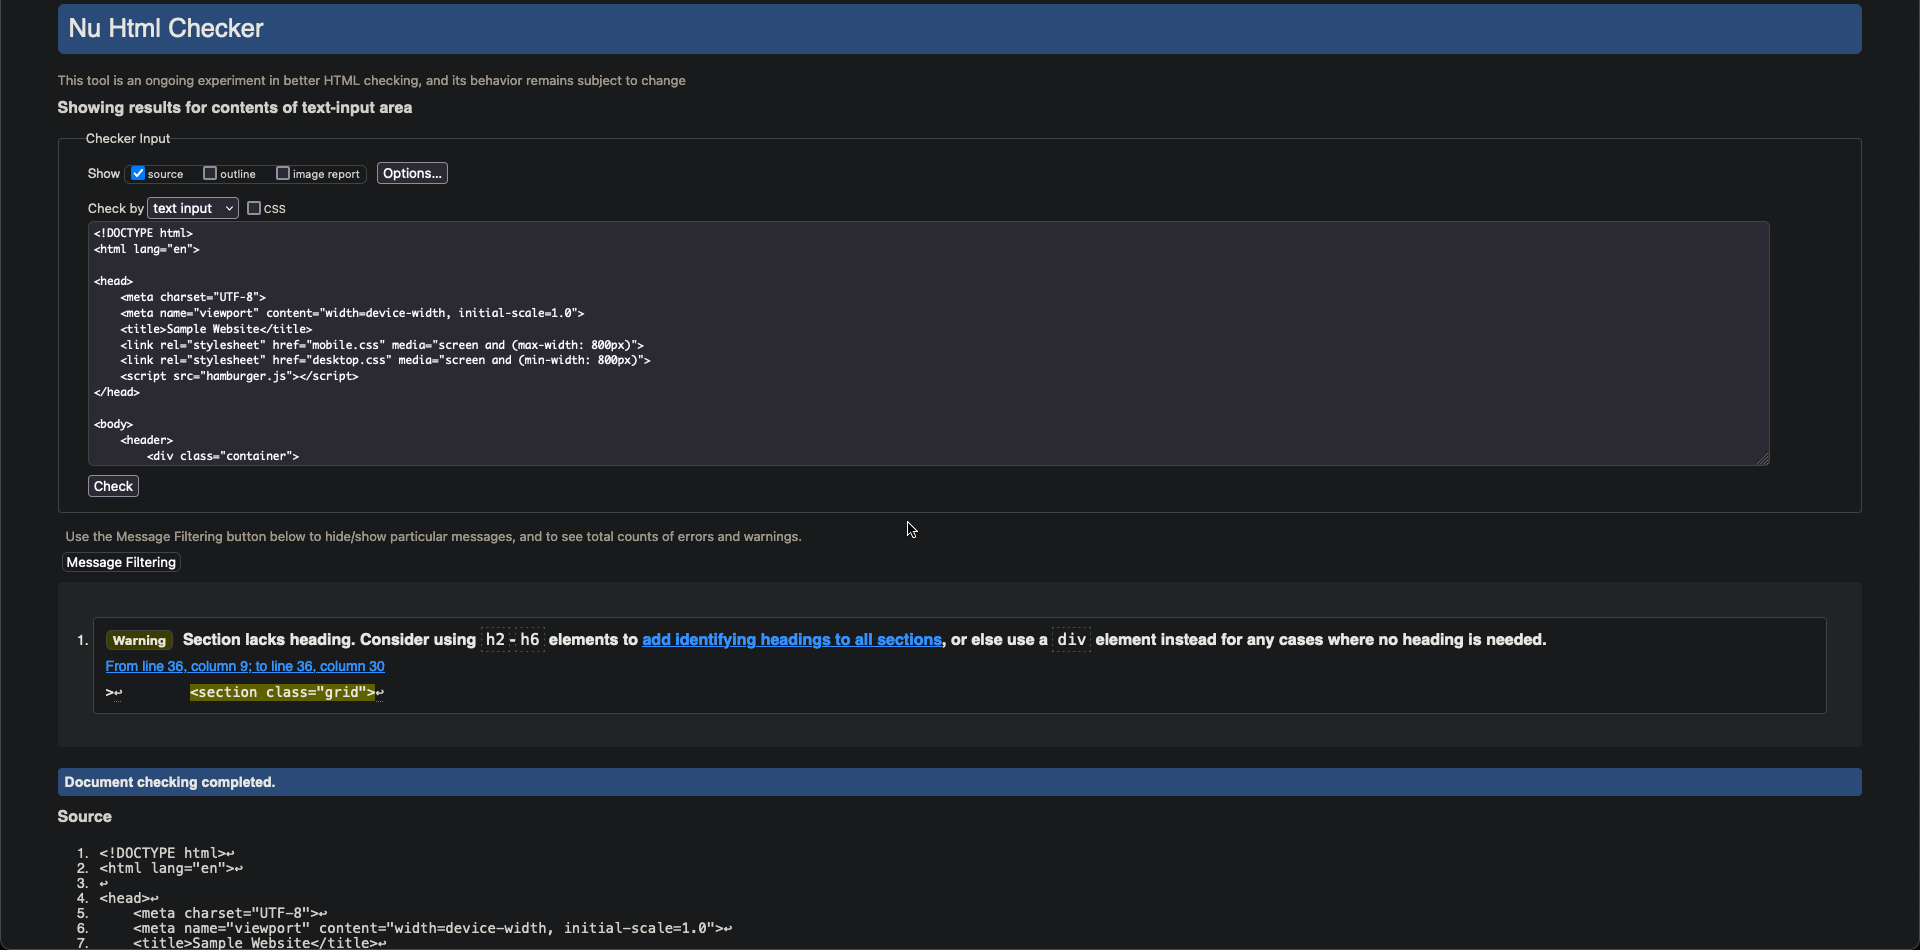 Nu Html Checker
This tool is an ongoing experiment in better HTML checking, and its behavior remains subject to change
Showing results for contents of text-input area
Checker Input
Show source outline image report Options...
Check by text input CSS
<!DOCTYPE html>
<html lang="en">
<head>
    <meta charset="UTF-8">
    <meta name="viewport" content="width=device-width, initial-scale=1.0">
    <title>Sample Website</title>
    <link rel="stylesheet" href="mobile.css" media="screen and (max-width: 800px)">
    <link rel="stylesheet" href="desktop.css" media="screen and (min-width: 800px)">
    <script src="hamburger.js"></script>
</head>
<body>
    <header>
        <div class="container">
Check
Use the Message Filtering button below to hide/show particular messages, and to see total counts of errors and warnings.
Message Filtering
1. Warning Section lacks heading. Consider using h2-h6 elements to add identifying headings to all sections, or else use a div element instead for any cases where no heading is needed.
From line 36, column 9; to line 36, column 30
>↩        <section class="grid">↩
Document checking completed.
Source
1. <!DOCTYPE html>↩
2. <html lang="en">↩
3. ↩
4. <head>↩
5.     <meta charset="UTF-8">↩
6.     <meta name="viewport" content="width=device-width, initial-scale=1.0">↩
7.     <title>Sample Website</title>↩